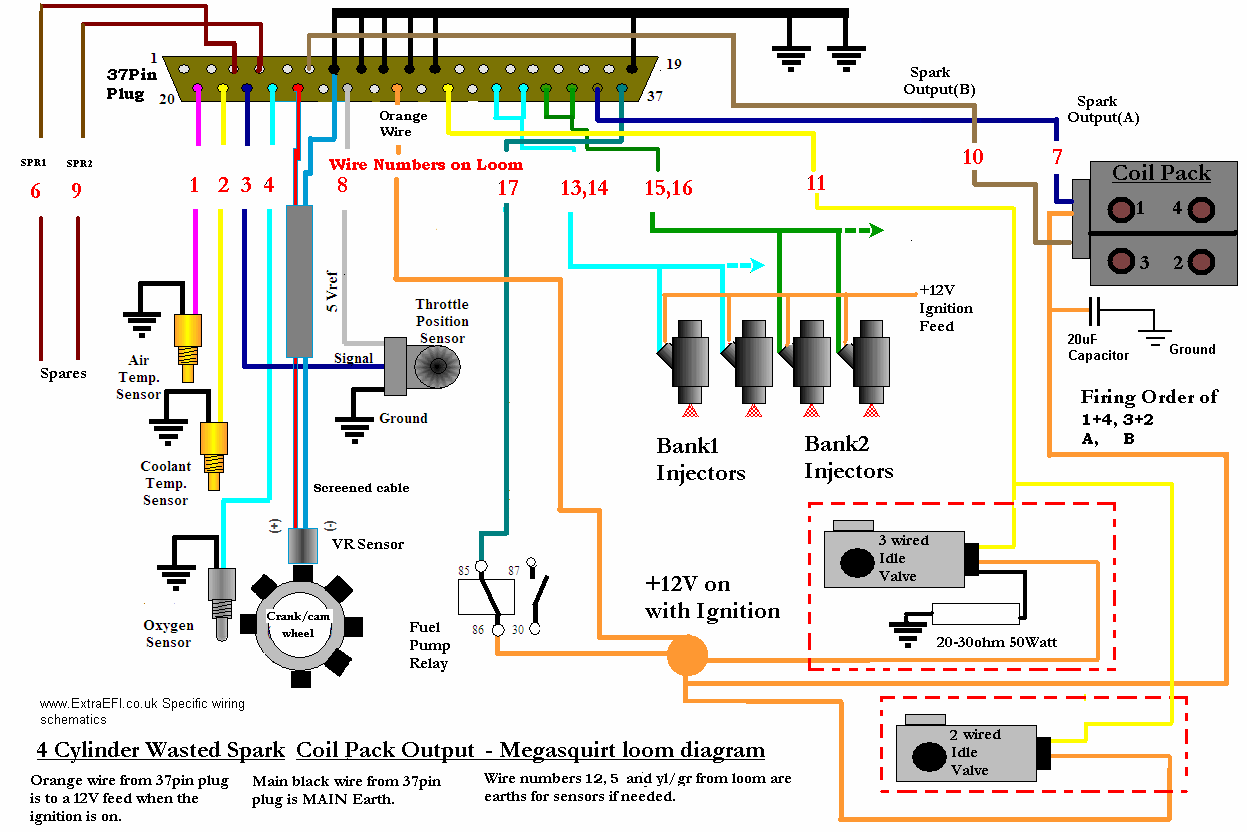 1
19
37Pin
Plug
20
37
Orange
Wire
Spark
Output(B)
Spark
Output(A)
SPR1
SPR2
Wire Numbers on Loom
6
9
1
2
3
4
8
17
13,14
15,16
11
10
7
Coil Pack
1
4
3
2
5 Vref
Throttle
Position
Sensor
Signal
Ground
+12V
Ignition
Feed
20uF
Capacitor
Ground
Air
Temp.
Sensor
Spares
Firing Order of
1+4, 3+2
A, B
Bank1
Injectors
Bank2
Injectors
Coolant
Temp.
Sensor
Screened cable
(+)
(-)
VR Sensor
Oxygen
Sensor
Crank/cam
wheel
85
87
86
30
Fuel
Pump
Relay
+12V on
with Ignition
3 wired
Idle
Valve
20-30ohm 50Watt
2 wired
Idle
Valve
www.ExtraEFI.co.uk Specific wiring
schematics
4 Cylinder Wasted Spark Coil Pack Output - Megasquirt loom diagram
Orange wire from 37pin plug
is to a 12V feed when the
ignition is on.
Main black wire from 37pin
plug is MAIN Earth.
Wire numbers 12, 5 and yl/gr from loom are
earths for sensors if needed.